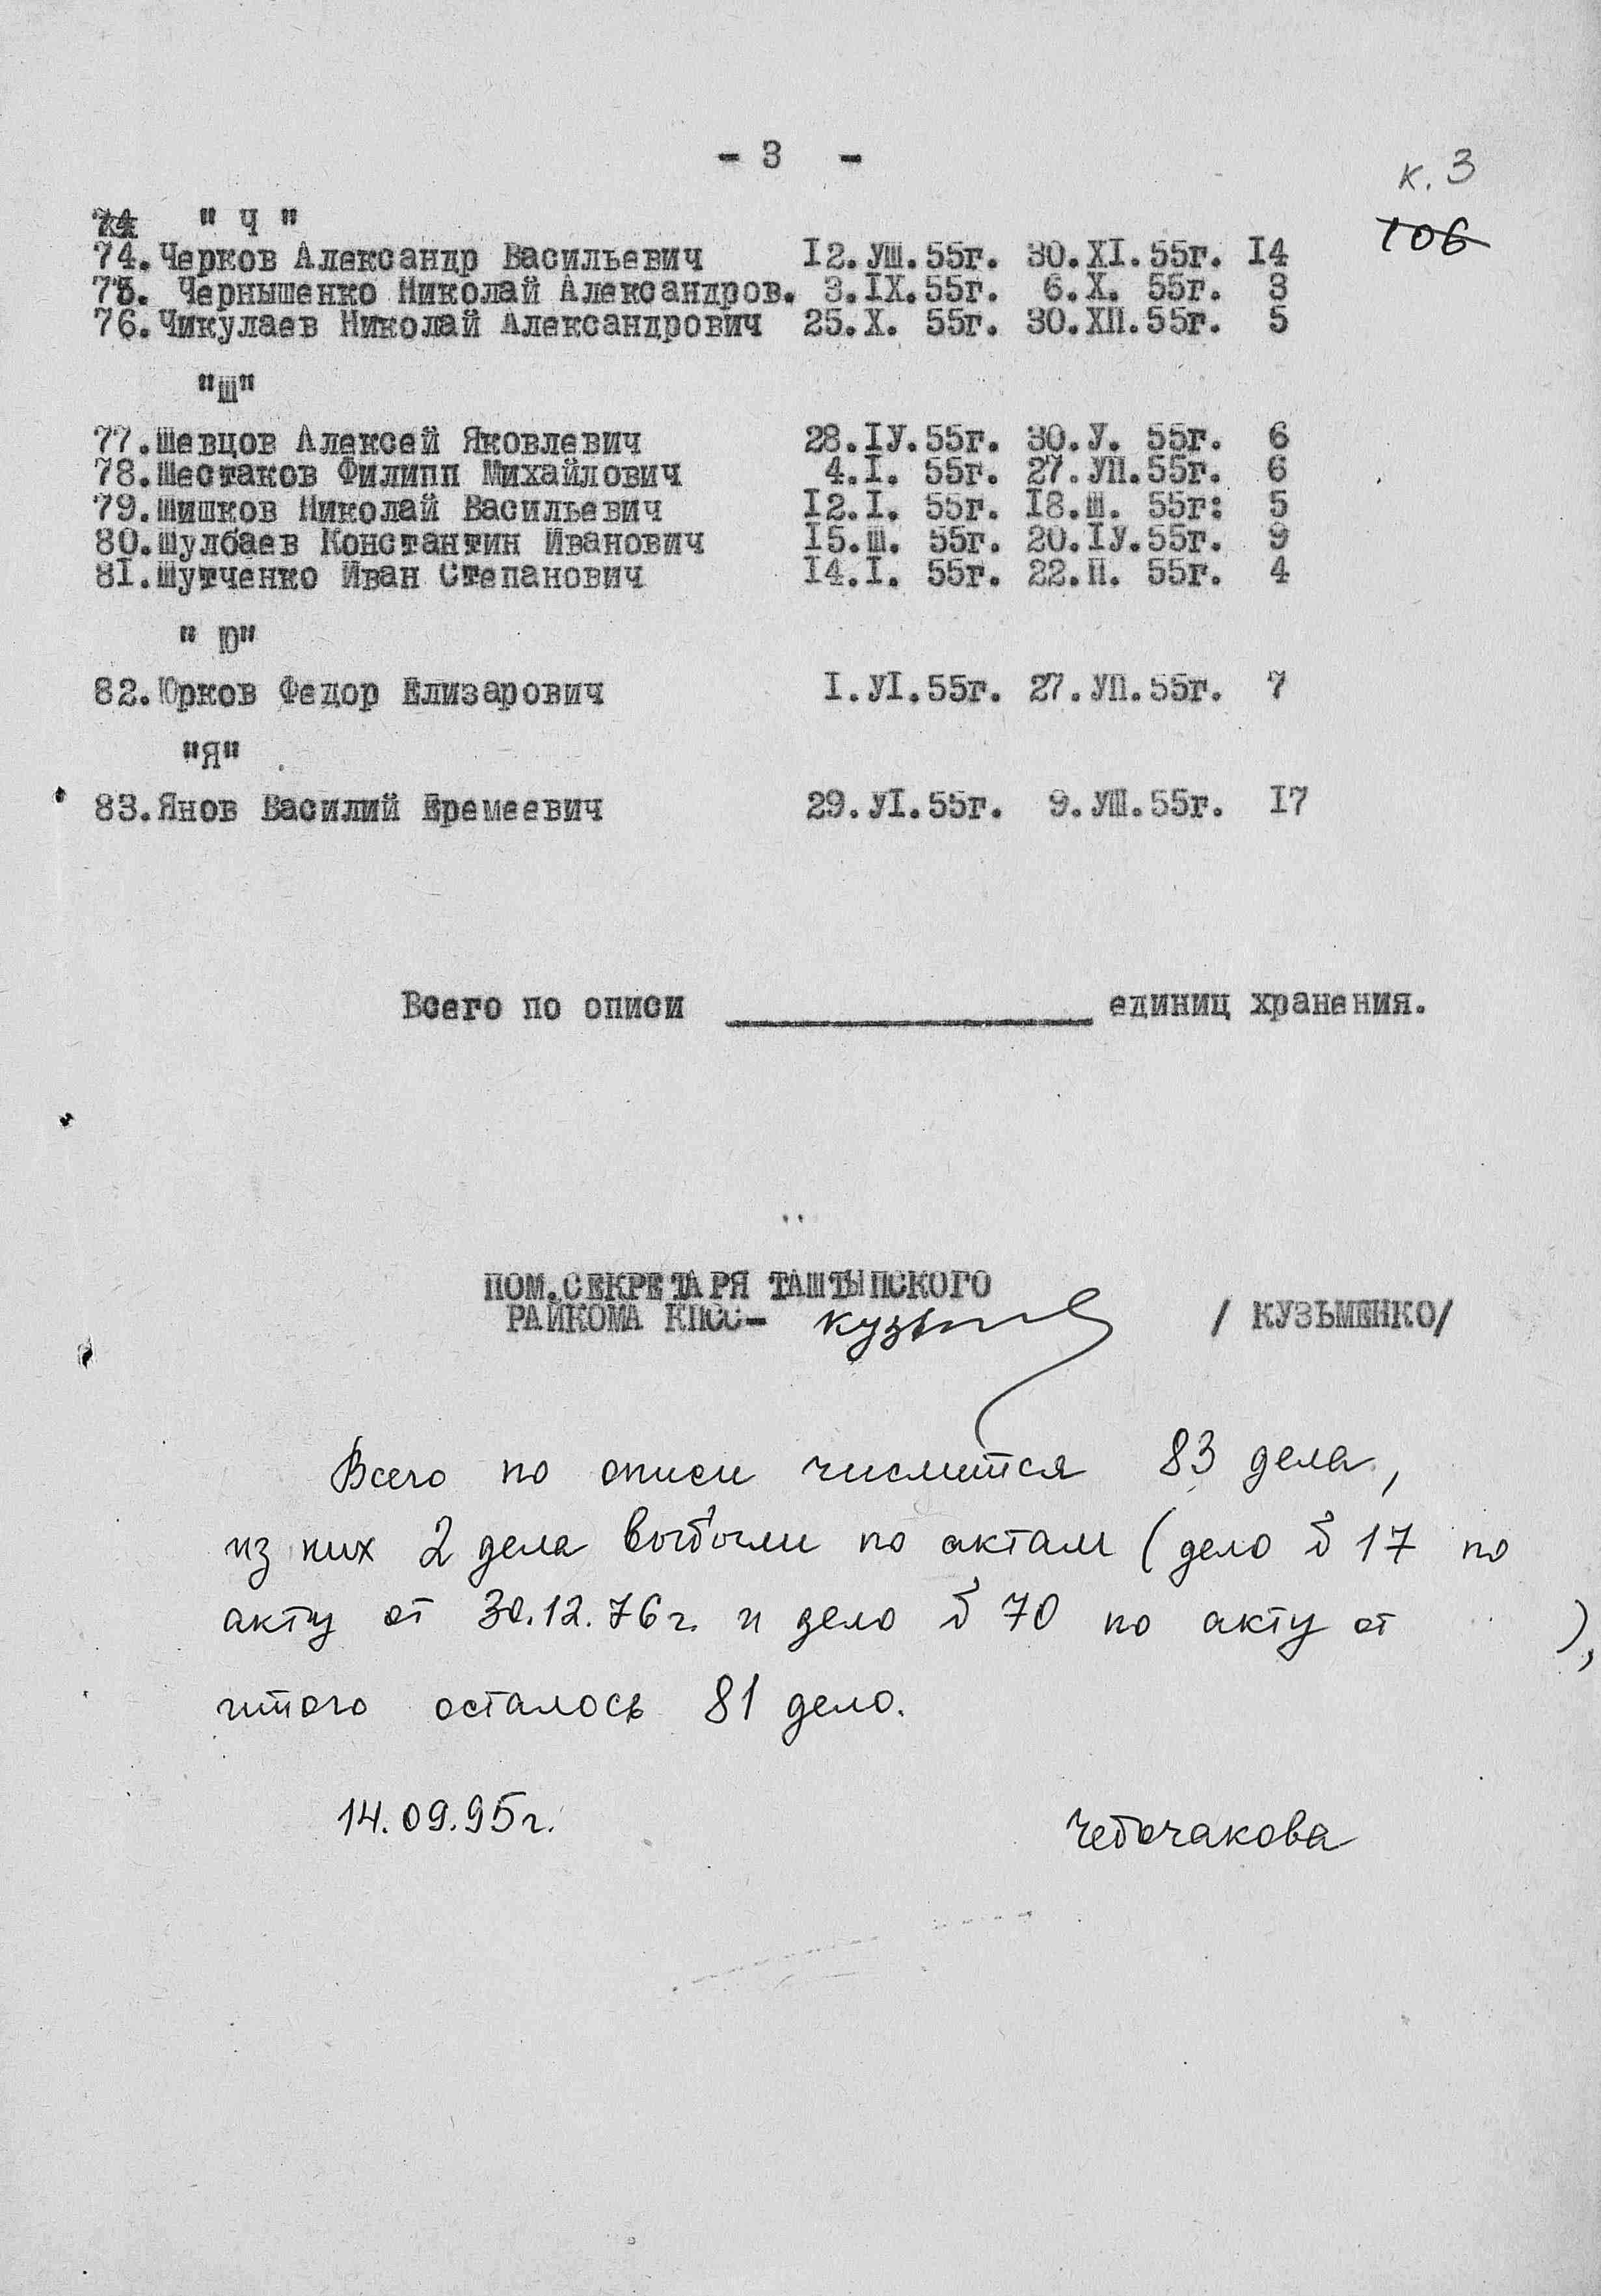 - 3 -
к. 3
106
74 " Ч "
74. Черков Александр Васильевич 12.УШ.55г. 30.XI.55г. 14
75. Чернышенко Николай Александров. 3.IX.55г. 6.X. 55г. 3
76. Чикулаев Николай Александрович 25.X. 55г. 30.ХП.55г. 5
"Ш"
77. Шевцов Алексей Яковлевич 28.IУ.55г. 30.У. 55г. 6
78. Шестаков Филипп Михайлович 4.I. 55г. 27.УП.55г. 6
79. Шишков Николай Васильевич 12.I. 55г. 18.Ш. 55г: 5
80. Шулбаев Константин Иванович 15.Ш. 55г. 20.IУ.55г. 9
81. Шутченко Иван Степанович 14.I. 55г. 22.П. 55г. 4
" Ю"
82. Юрков Федор Елизарович I.УI.55г. 27.УП.55г. 7
"Я"
83. Янов Василий Еремеевич 29.УI.55г. 9.УШ.55г. 17
Всего по описи ____________ единиц хранения.
ПОМ.СЕКРЕТАРЯ ТАШТЫПСКОГО
РАЙКОМА КПСС- / КУЗЬМЕНКО/
Всего по описи числится 83 дела,
из них 2 дела выбыли по актам (дело № 17 по
акту от 30.12.76г. и дело № 70 по акту от ),
итого осталось 81 дело.
14.09.95г. Чебочакова